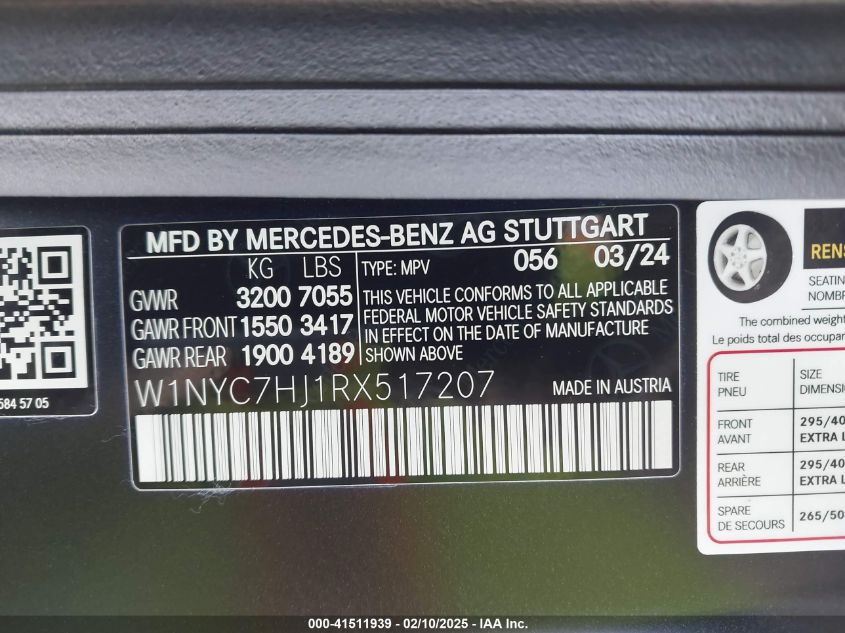 MFD BY MERCEDES-BENZ AG STUTTGART
KG LBS
GVWR 3200 7055
GAWR FRONT 1550 3417
GAWR REAR 1900 4189
TYPE: MPV 056 03/24
THIS VEHICLE CONFORMS TO ALL APPLICABLE
FEDERAL MOTOR VEHICLE SAFETY STANDARDS
IN EFFECT ON THE DATE OF MANUFACTURE
SHOWN ABOVE
W1NYC7HJ1RX517207 MADE IN AUSTRIA
584 5 705
RENS
SEATIN
NOMBR
The combined weight
Le poids total des occupa
TIRE
PNEU
SIZE
DIMENSION
FRONT
AVANT
295/40
EXTRA L
REAR
ARRIÈRE
295/40
EXTRA L
SPARE
DE SECOURS
265/50
000-41511939 - 02/10/2025 - IAA Inc.